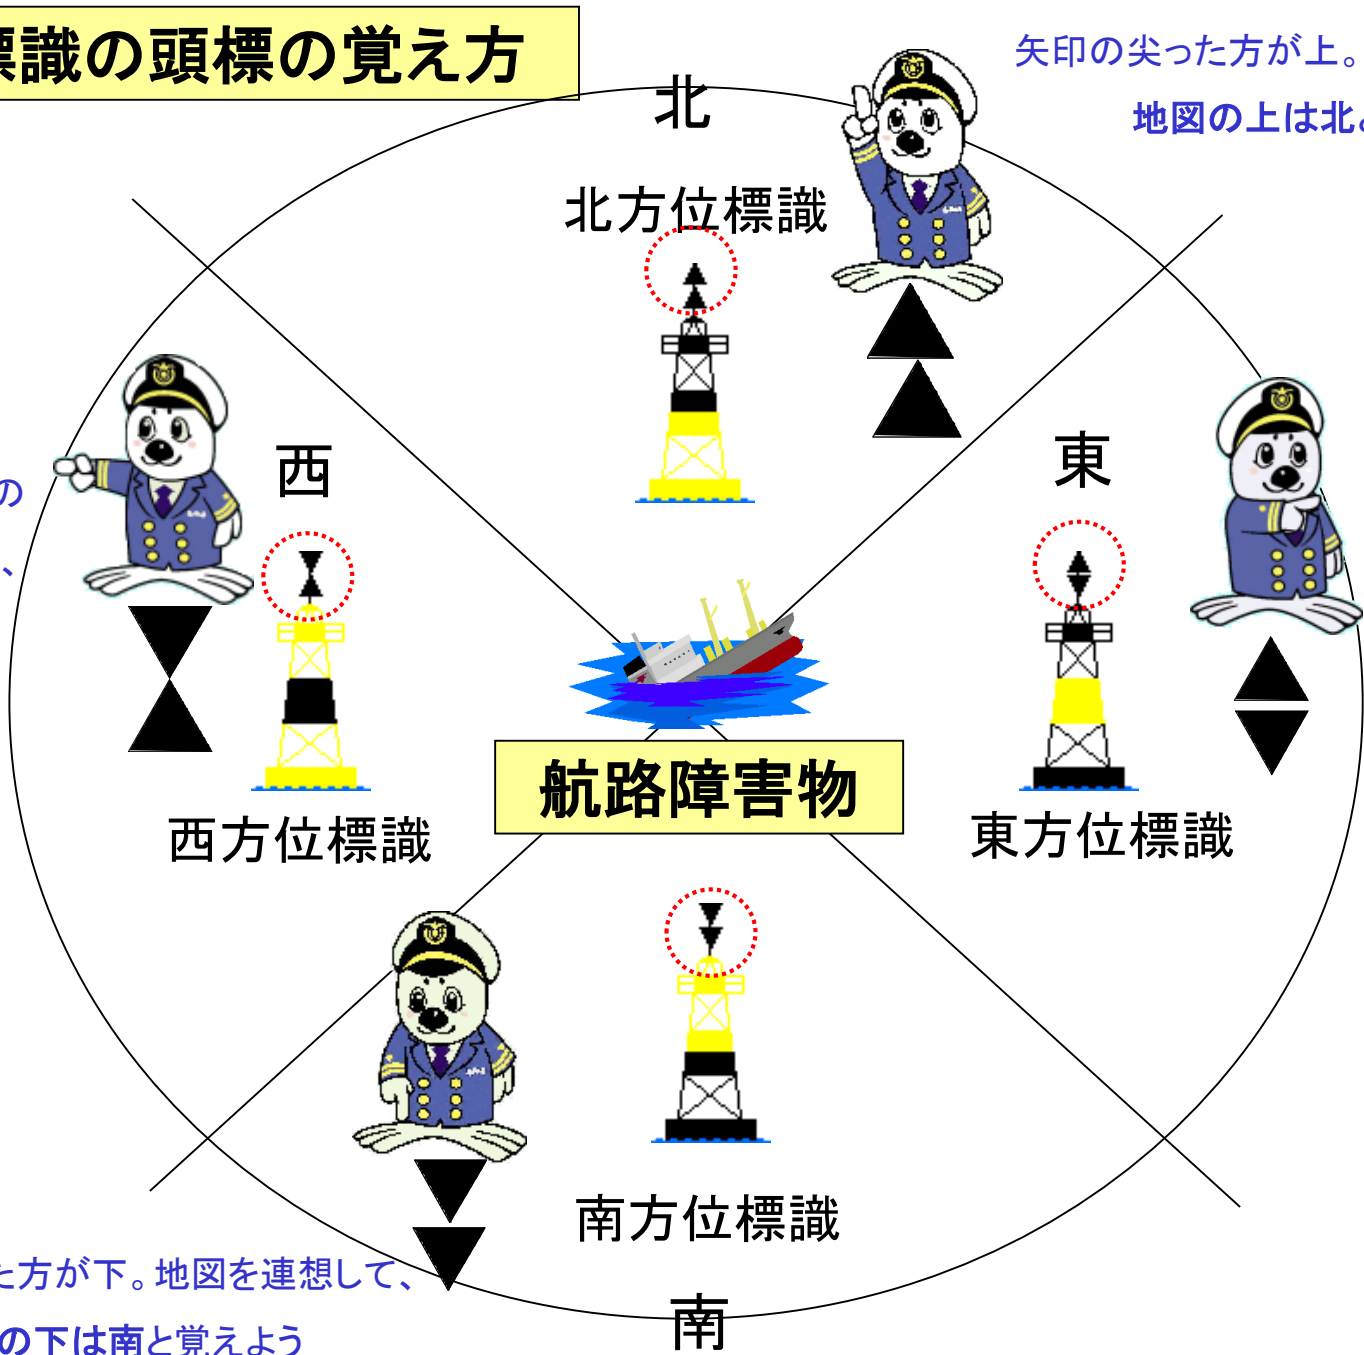 標識の頭標の覚え方
矢印の尖った方が上。
地図の上は北
北
北方位標識
西
の
、
東
航路障害物
西方位標識
東方位標識
南方位標識
た方が下。地図を連想して、
の下は南と覚えよう
南